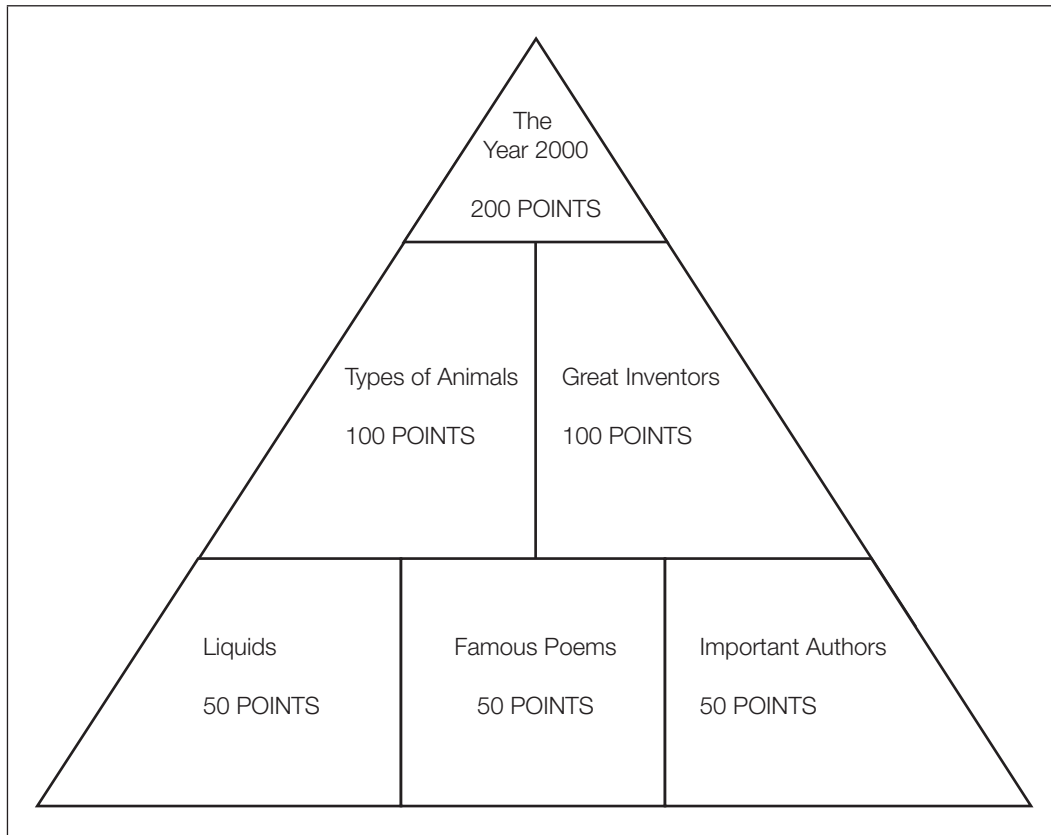 The
Year 2000
200 POINTS
Types of Animals
100 POINTS
Great Inventors
100 POINTS
Liquids
50 POINTS
Famous Poems
50 POINTS
Important Authors
50 POINTS